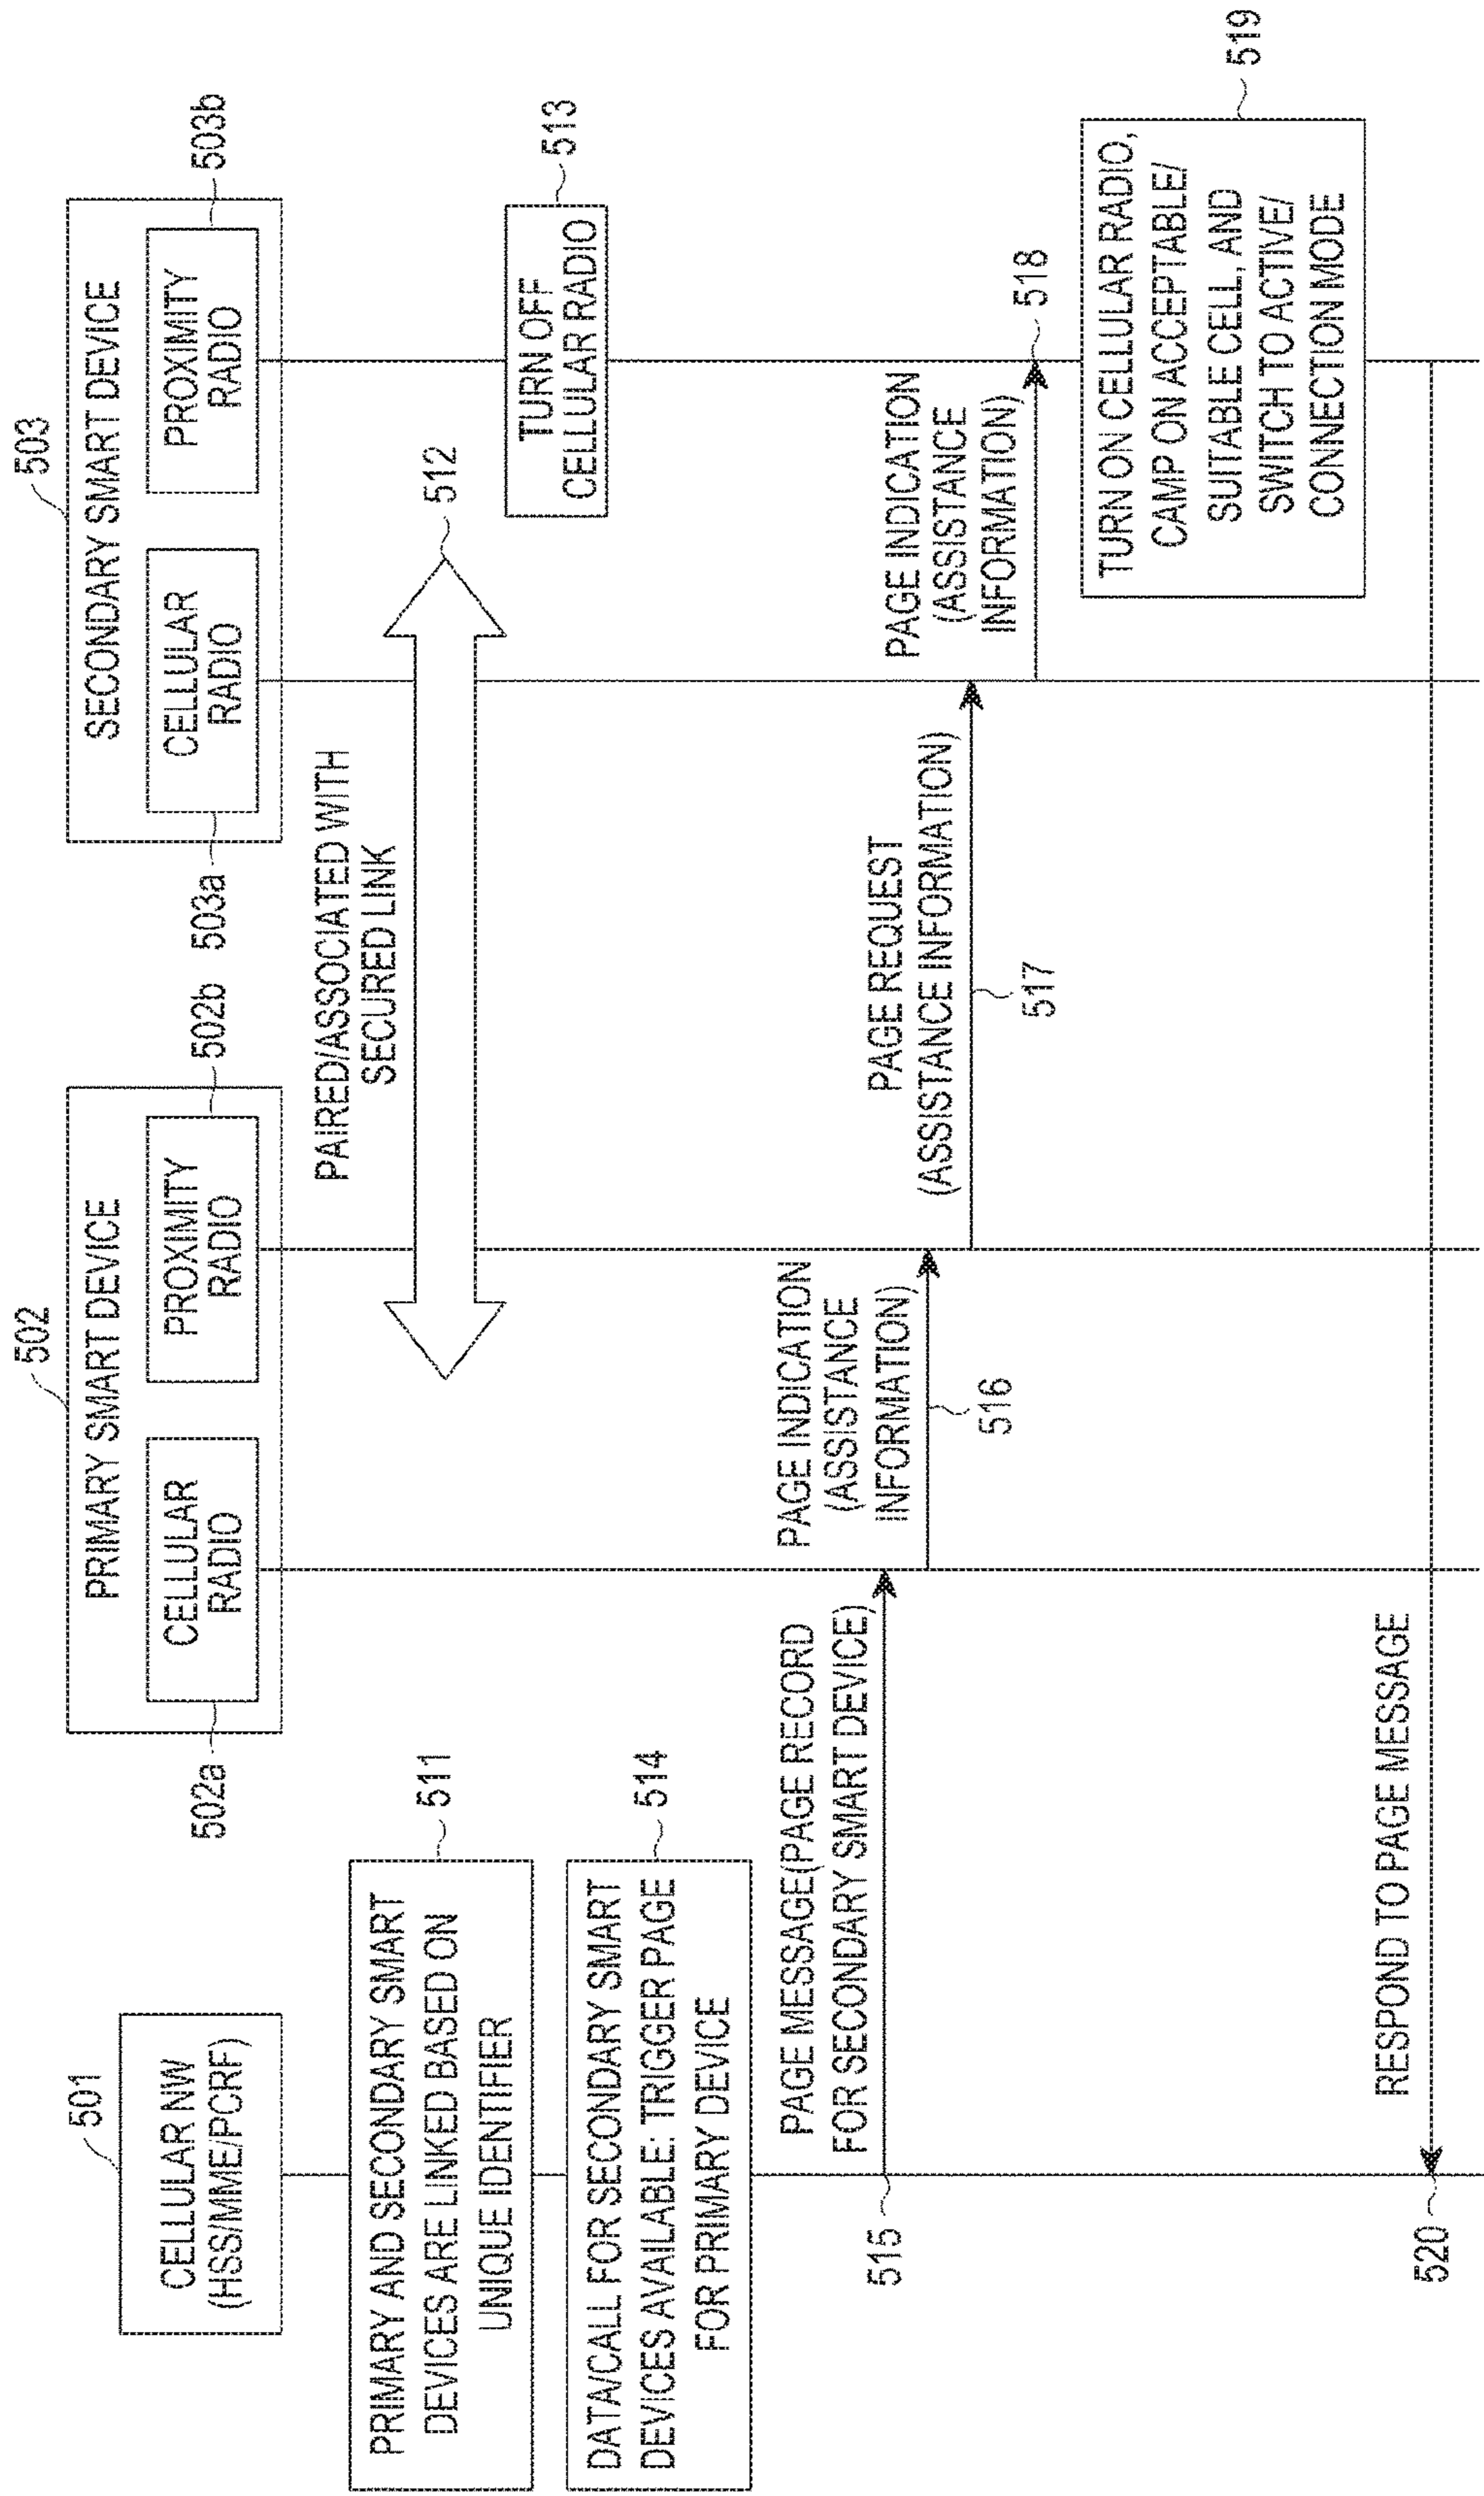 501
CELLULAR NW
(HSS/MME/PCRF)
502
PRIMARY SMART DEVICE
CELLULAR
RADIO
502a
PROXIMITY
RADIO
502b
503
SECONDARY SMART DEVICE
CELLULAR
RADIO
503a
PROXIMITY
RADIO
503b
PRIMARY AND SECONDARY SMART
DEVICES ARE LINKED BASED ON
UNIQUE IDENTIFIER
511
PAIRED/ASSOCIATED WITH
SECURED LINK
512
TURN OFF
CELLULAR RADIO
513
DATA/CALL FOR SECONDARY SMART
DEVICES AVAILABLE: TRIGGER PAGE
FOR PRIMARY DEVICE
514
PAGE MESSAGE(PAGE RECORD
FOR SECONDARY SMART DEVICE)
515
PAGE INDICATION
(ASSISTANCE
INFORMATION)
516
PAGE REQUEST
(ASSISTANCE INFORMATION)
517
PAGE INDICATION
(ASSISTANCE
INFORMATION)
518
TURN ON CELLULAR RADIO,
CAMP ON ACCEPTABLE/
SUITABLE CELL, AND
SWITCH TO ACTIVE/
CONNECTION MODE
519
RESPOND TO PAGE MESSAGE
520